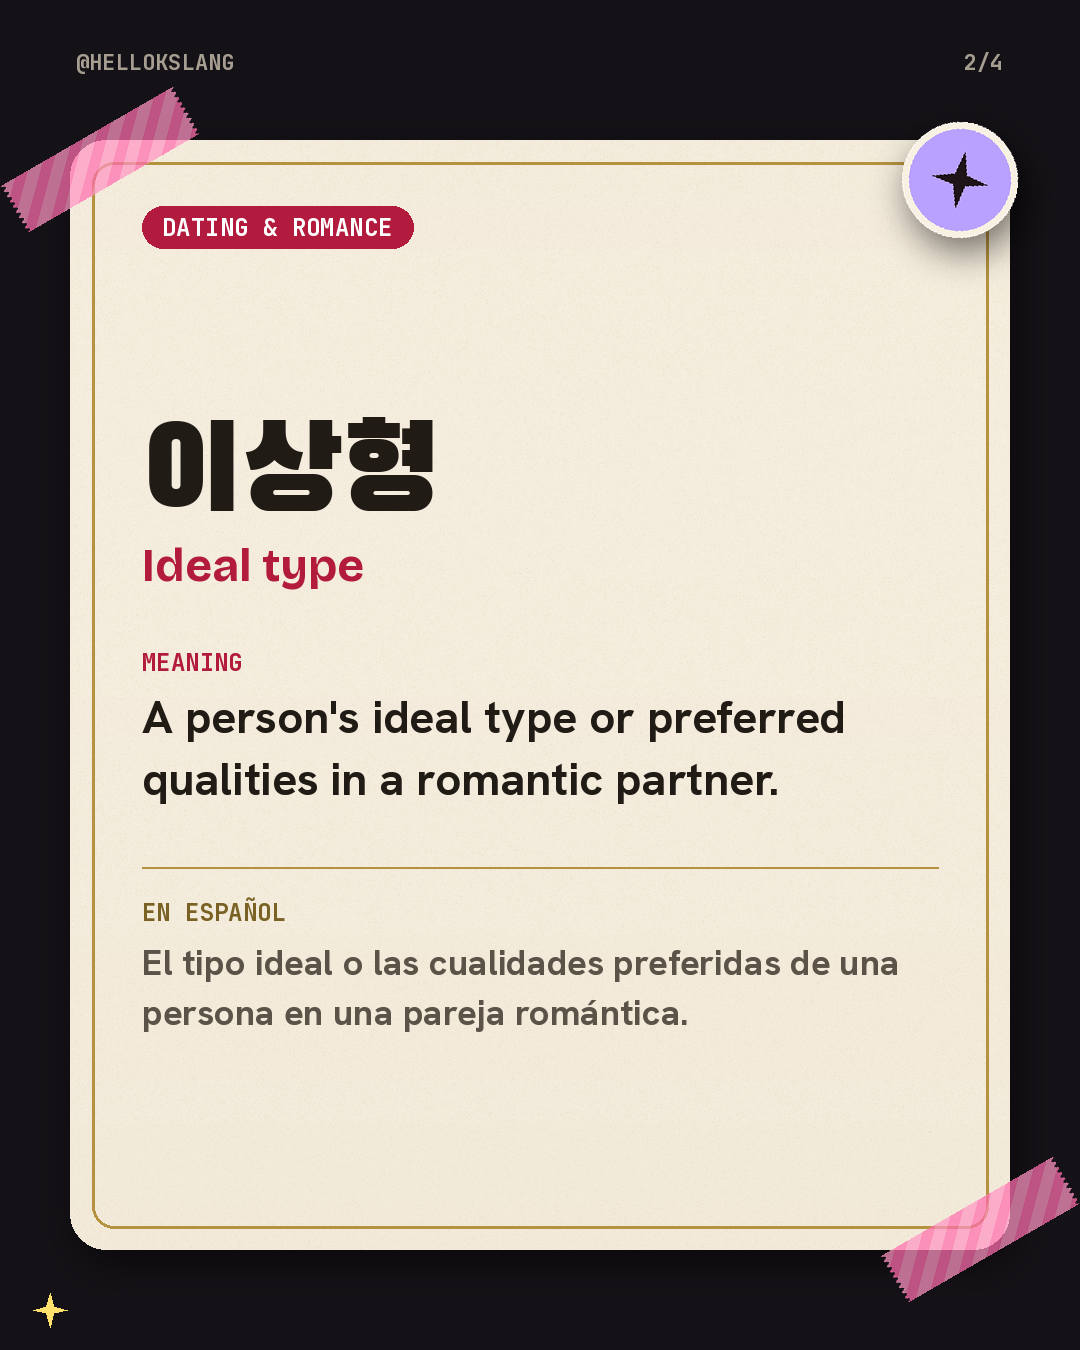 @HELLOKSLANG
2/4
DATING & ROMANCE
이상형
Ideal type
MEANING
A person's ideal type or preferred
qualities in a romantic partner.
EN ESPAÑOL
El tipo ideal o las cualidades preferidas de una
persona en una pareja romántica.